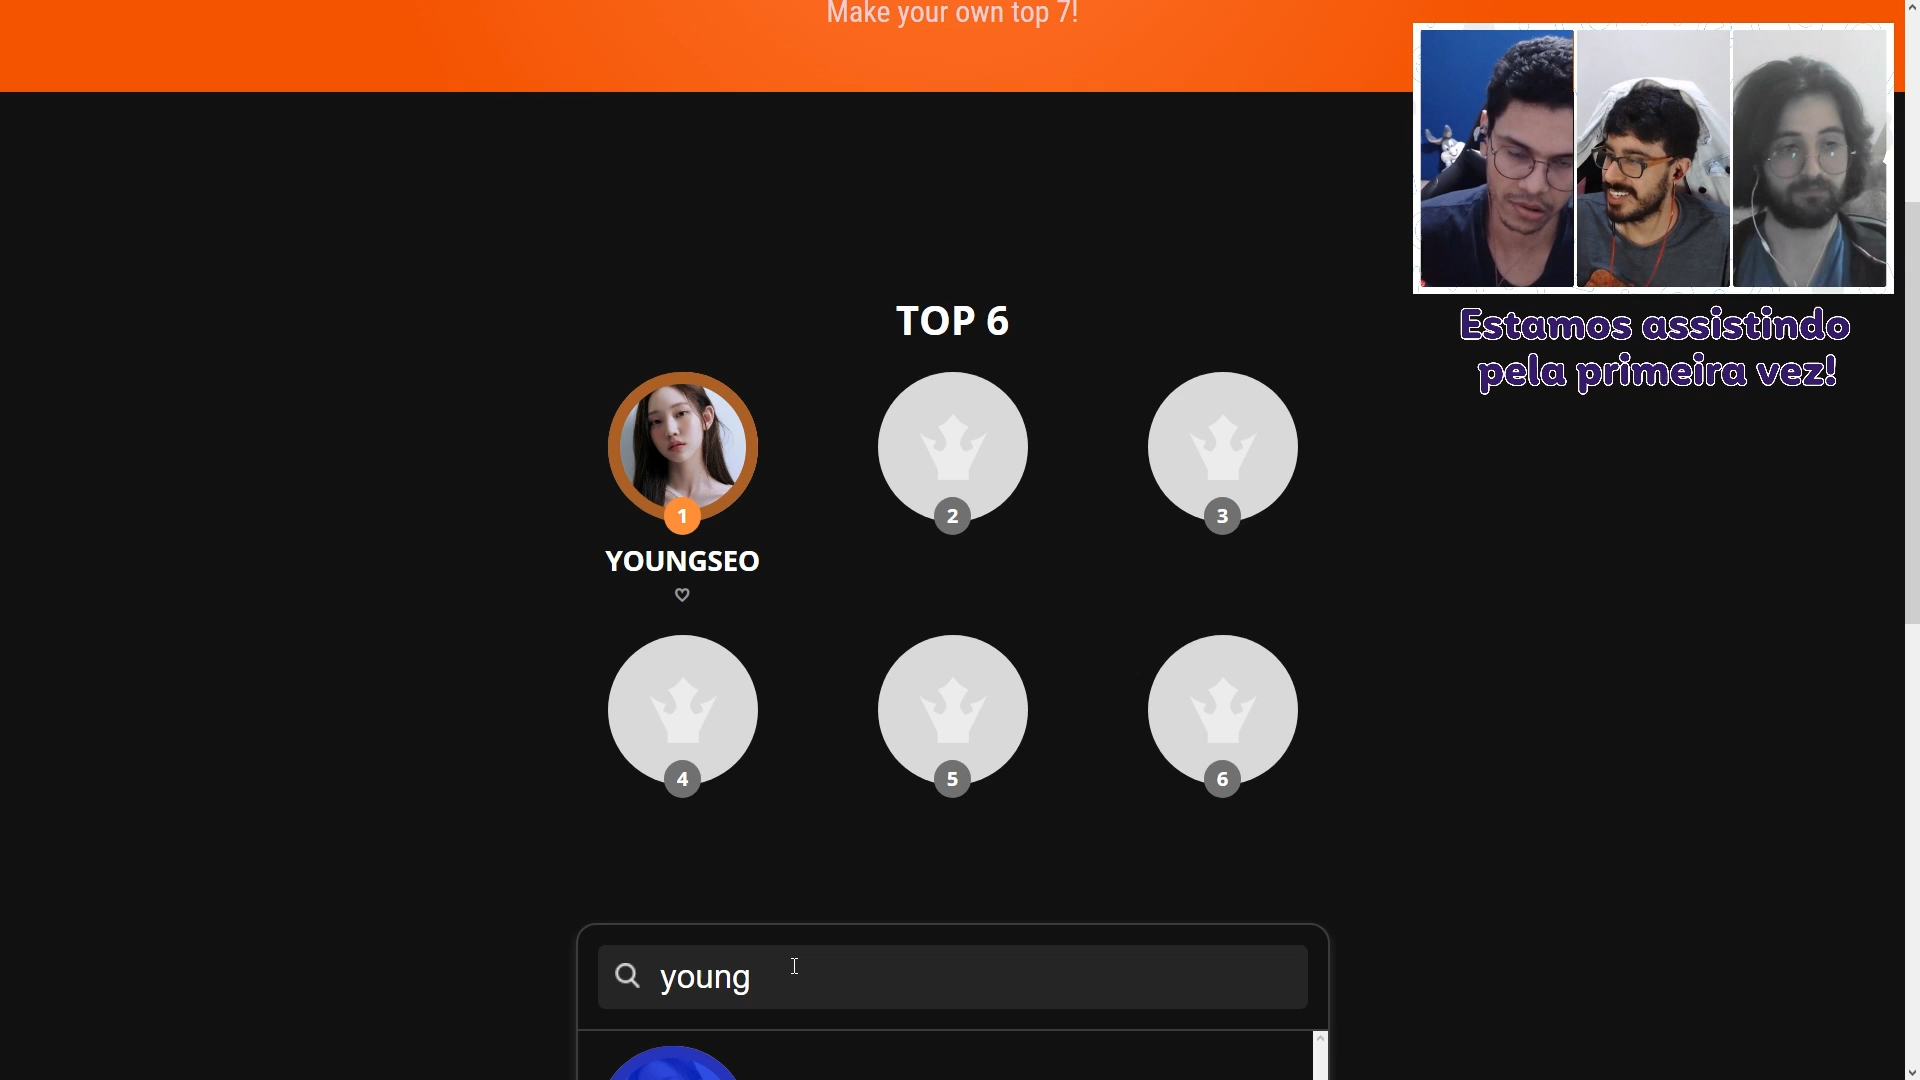 Make your own top 7!
Estamos assistindo
pela primeira vez!
TOP 6
1
2
3
YOUNGSEO
4
5
6
young